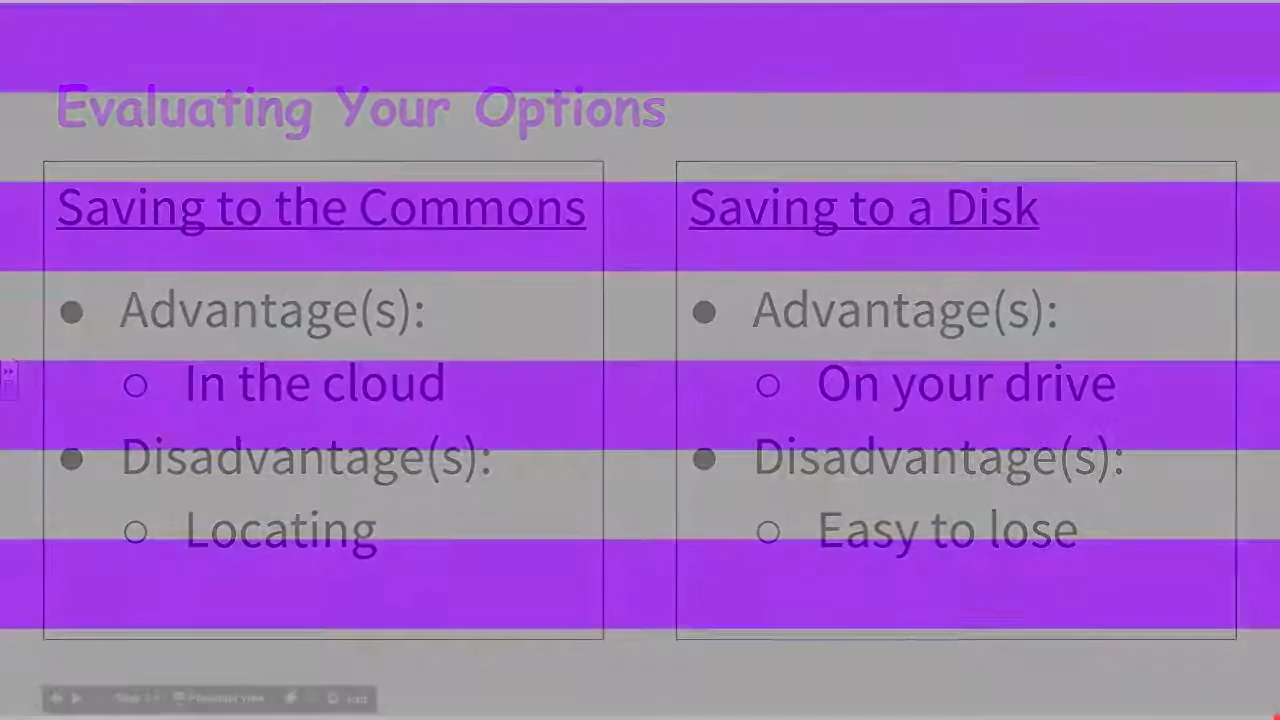 Evaluating Your Options
Saving to the Commons
● Advantage(s):
○ In the cloud
● Disadvantage(s):
○ Locating
Saving to a Disk
● Advantage(s):
○ On your drive
● Disadvantage(s):
○ Easy to lose